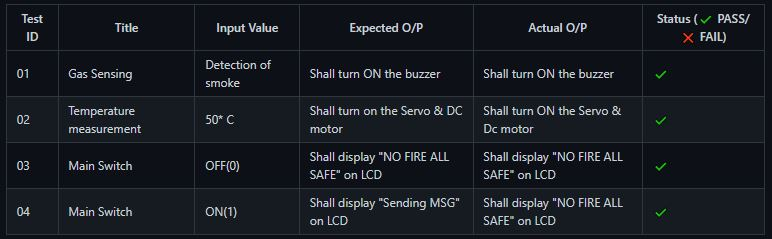 Test ID Title Input Value Expected O/P Actual O/P Status (✓ PASS/ ✗ FAIL)
01 Gas Sensing Detection of smoke Shall turn ON the buzzer Shall turn ON the buzzer ✓
02 Temperature measurement 50* C Shall turn on the Servo & DC motor Shall turn ON the Servo & Dc motor ✓
03 Main Switch OFF(0) Shall display "NO FIRE ALL SAFE" on LCD Shall display "NO FIRE ALL SAFE" on LCD ✓
04 Main Switch ON(1) Shall display "Sending MSG" on LCD Shall display "NO FIRE ALL SAFE" on LCD ✓